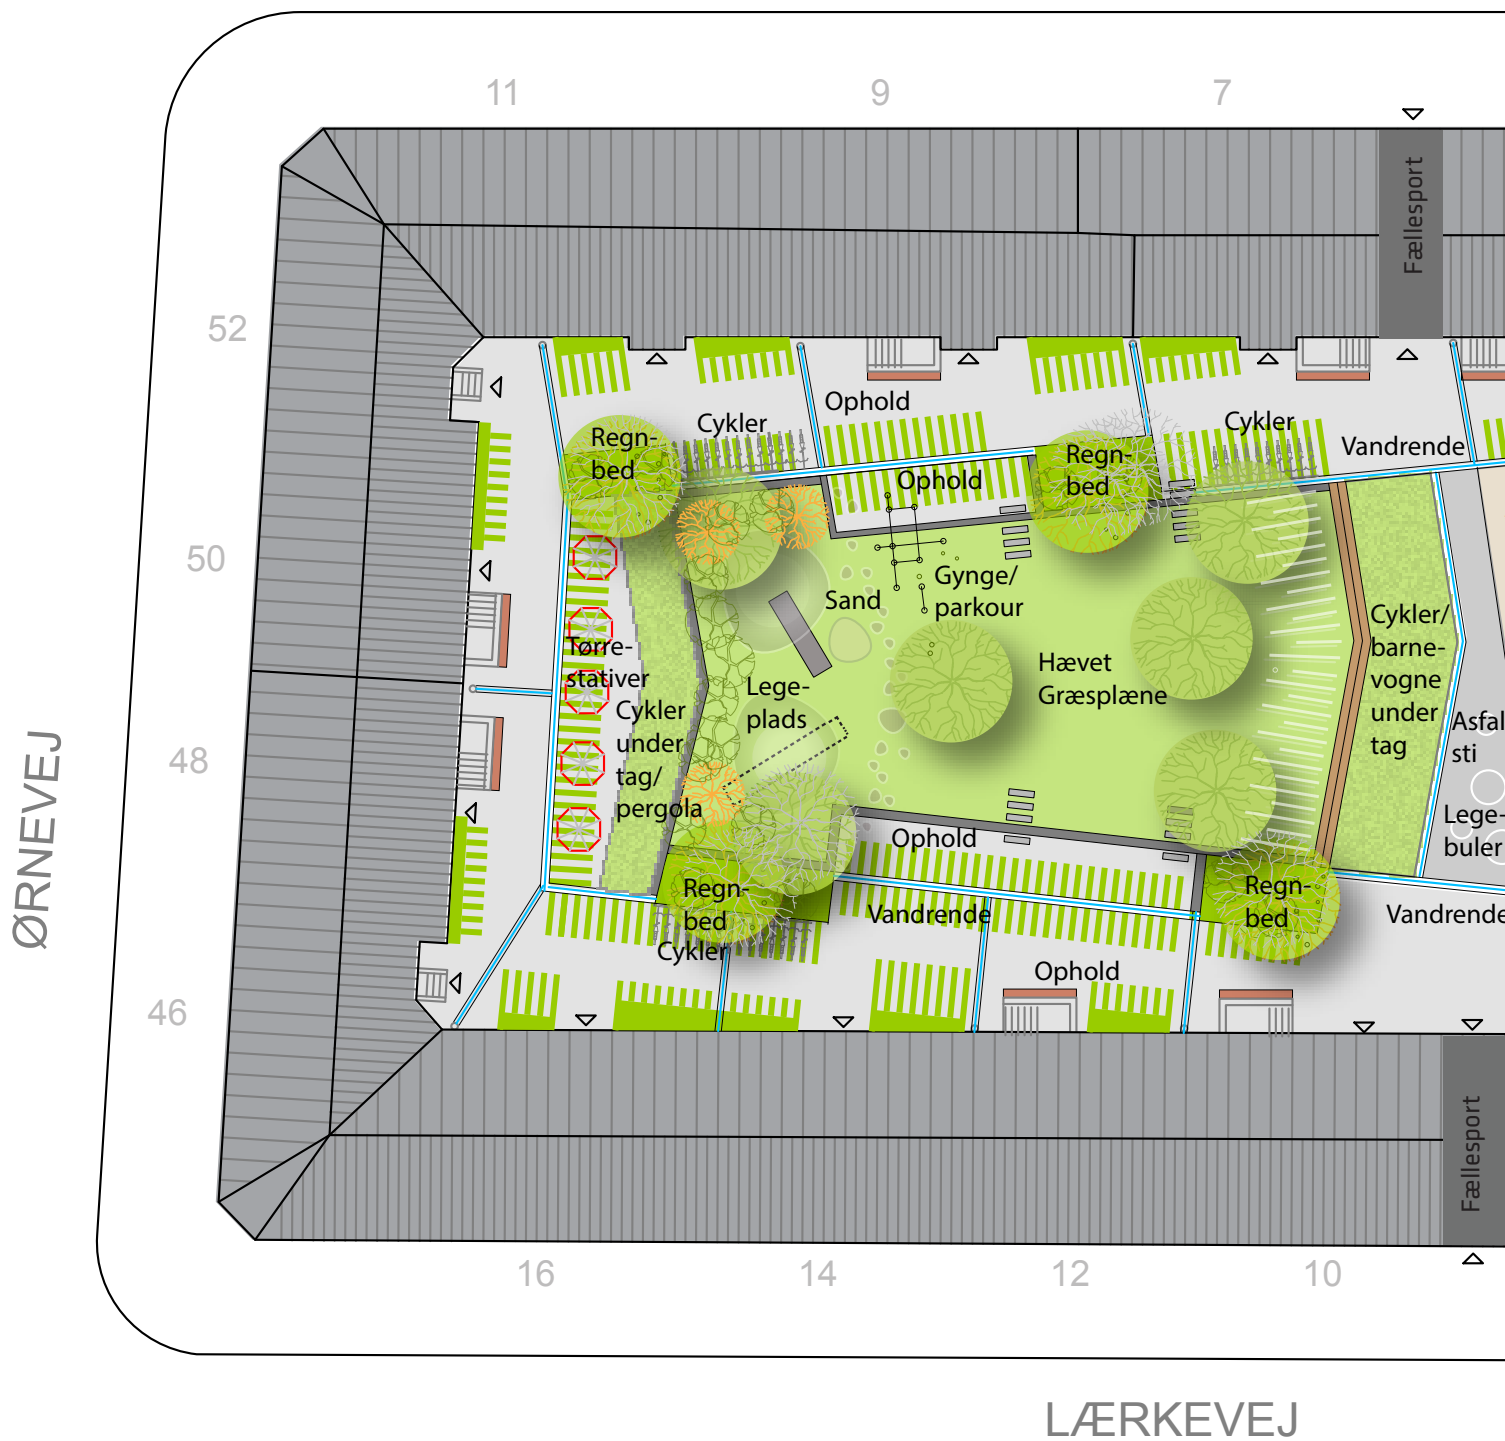 11
9
7
Fællesport
52
Ophold
Cykler
Cykler
Regn-
bed
Vandrende
Regn-
bed
Ophold
50
Gynge/
parkour
Sand
Cykler/
barne-
vogne
under
tag
Tørre-
stativer
Hævet
Græsplæne
Lege-
plads
Cykler
under
tag/
pergola
Asfal
sti
48
ØRNEVEJ
Lege-
buler
Ophold
Regn-
bed
Regn-
bed
Vandrende
Vandrende
Cykler
Ophold
46
Fællesport
16
14
12
10
LÆRKEVEJ